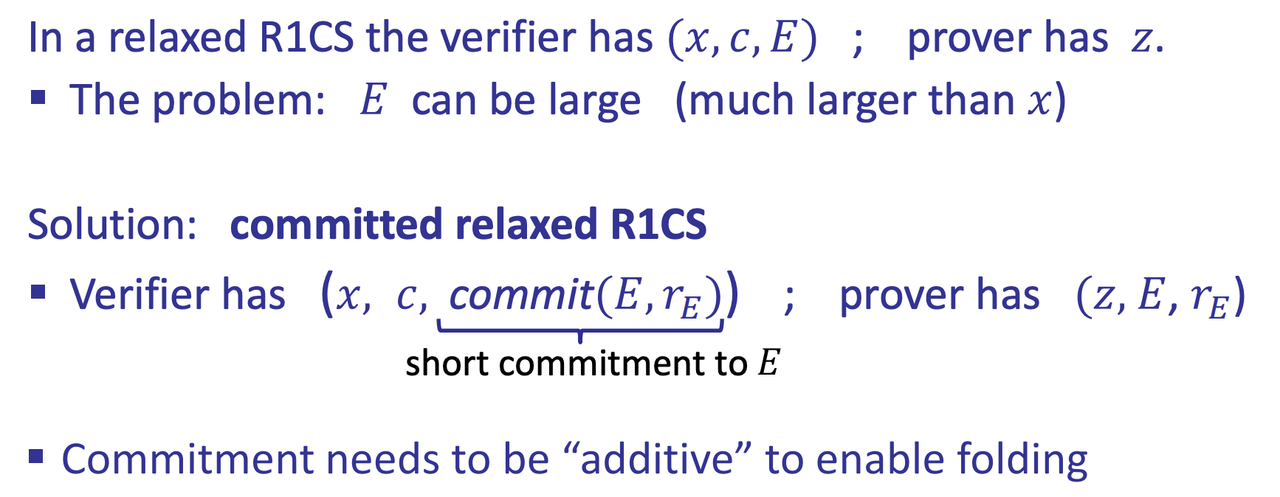 In a relaxed R1CS the verifier has (x, c, E) ; prover has z.
▪ The problem: E can be large (much larger than x)
Solution: committed relaxed R1CS
▪ Verifier has (x, c, commit(E, r_E)) ; prover has (z, E, r_E)
short commitment to E
▪ Commitment needs to be “additive” to enable folding